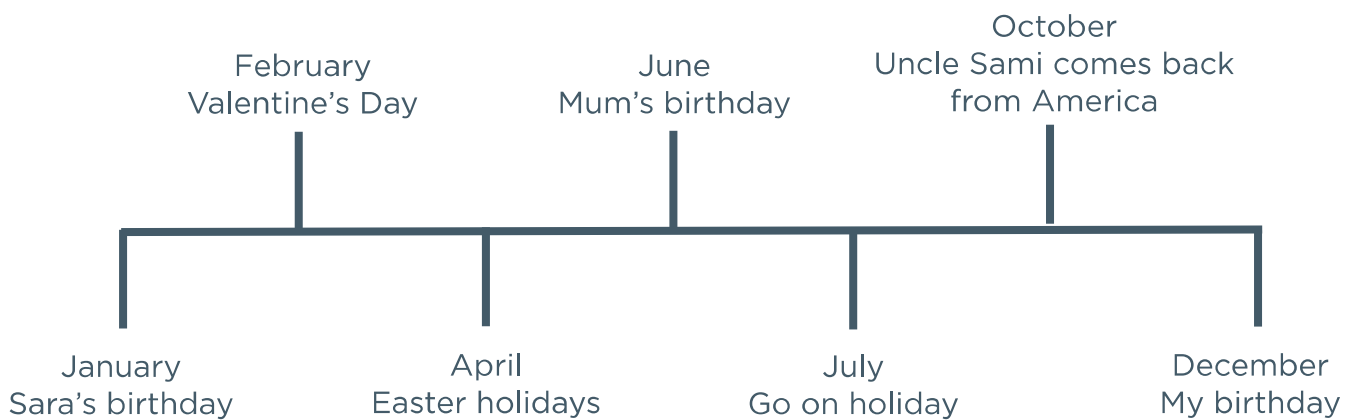 October
Uncle Sami comes back
from America
February
Valentine's Day
June
Mum's birthday
January
Sara's birthday
April
Easter holidays
July
Go on holiday
December
My birthday